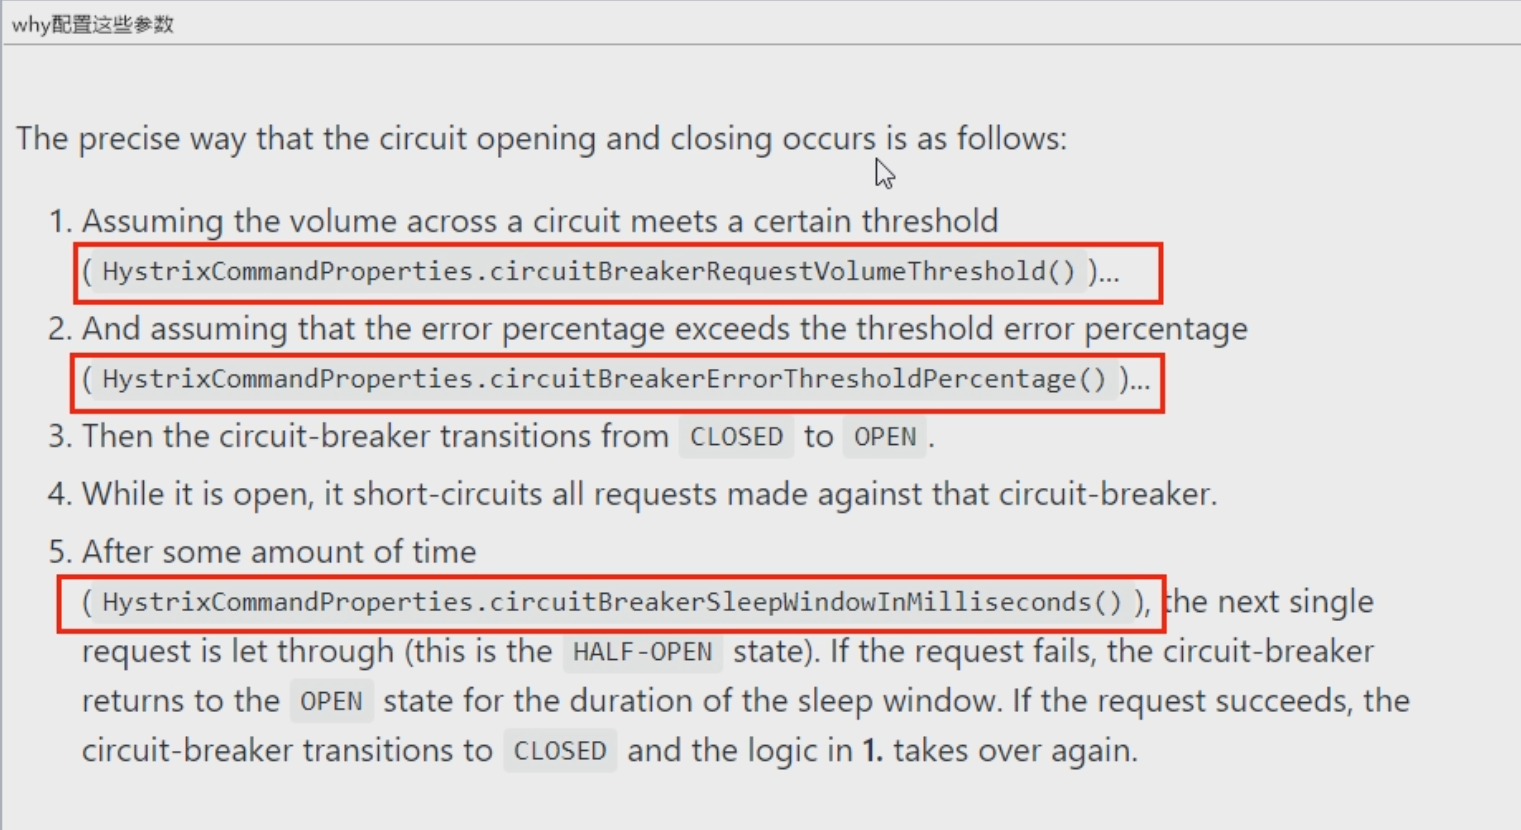 why配置这些参数
The precise way that the circuit opening and closing occurs is as follows:
1. Assuming the volume across a circuit meets a certain threshold
( HystrixCommandProperties.circuitBreakerRequestVolumeThreshold() )...
2. And assuming that the error percentage exceeds the threshold error percentage
( HystrixCommandProperties.circuitBreakerErrorThresholdPercentage() )...
3. Then the circuit-breaker transitions from CLOSED to OPEN .
4. While it is open, it short-circuits all requests made against that circuit-breaker.
5. After some amount of time
( HystrixCommandProperties.circuitBreakerSleepWindowInMilliseconds() ), the next single
request is let through (this is the HALF-OPEN state). If the request fails, the circuit-breaker
returns to the OPEN state for the duration of the sleep window. If the request succeeds, the
circuit-breaker transitions to CLOSED and the logic in 1. takes over again.